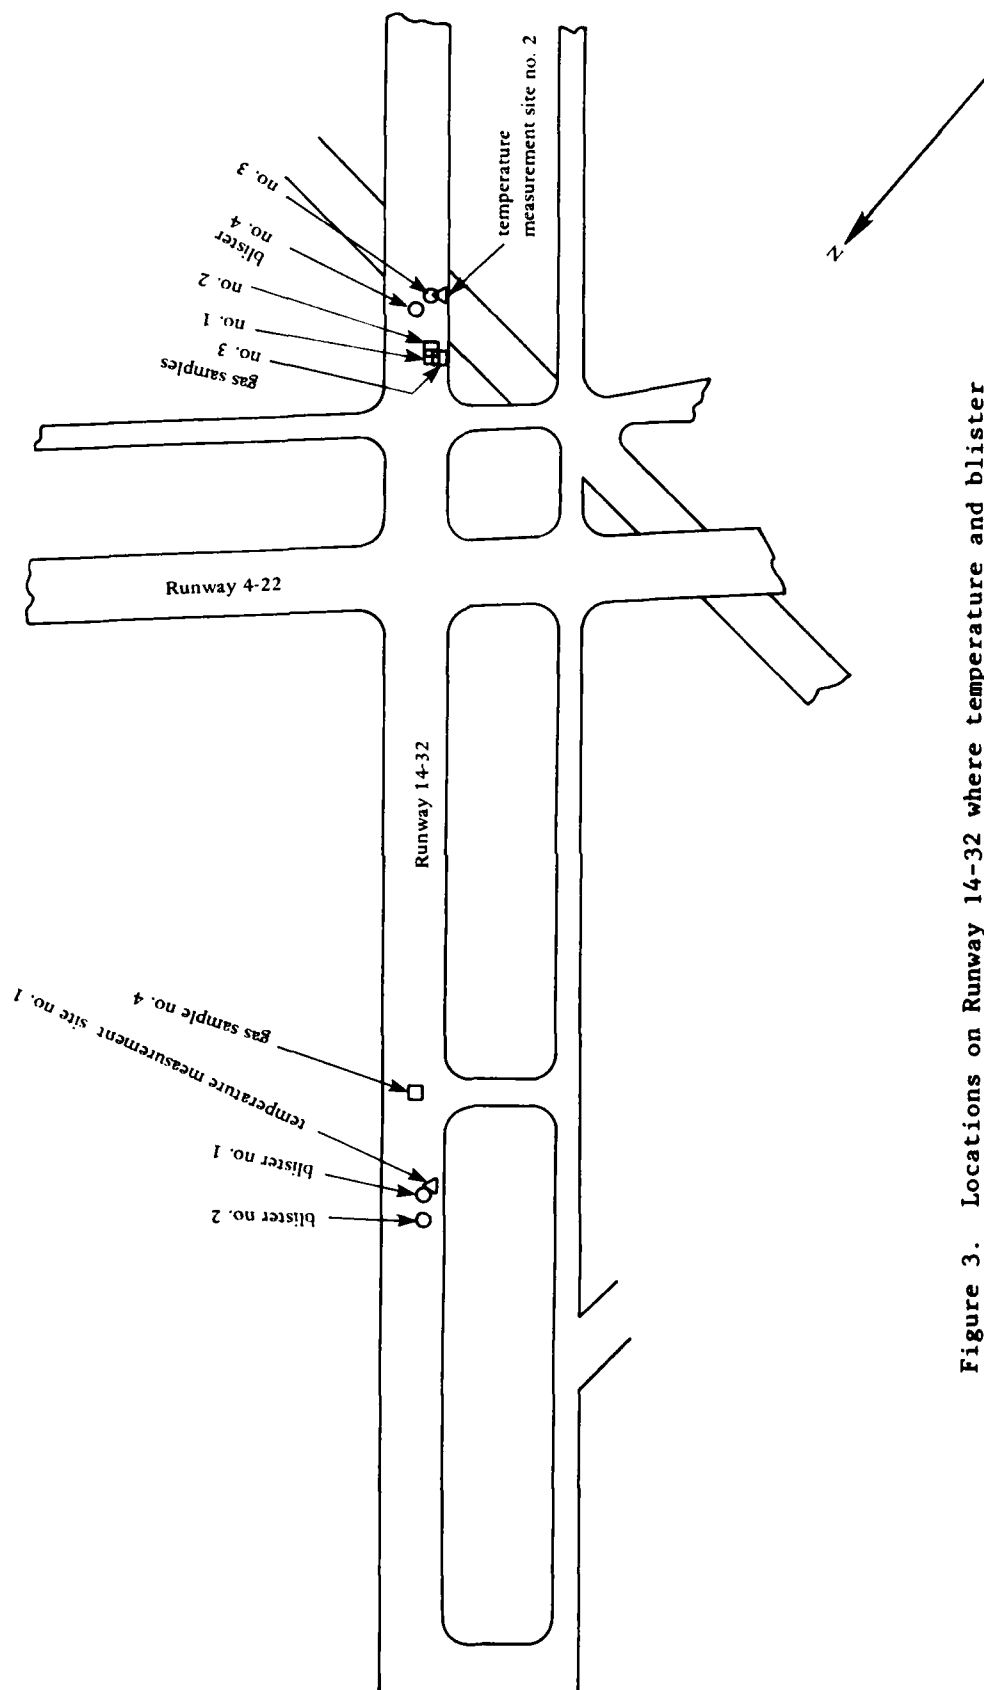 temperature
measurement site no. 2
no. 3
blister
no. 4
no. 2
no. 1
no. 3
gas samples
N
Runway 4-22
Runway 14-32
gas sample no. 4
temperature measurement site no. 1
blister no. 1
blister no. 2
Figure 3. Locations on Runway 14-32 where temperature and blister